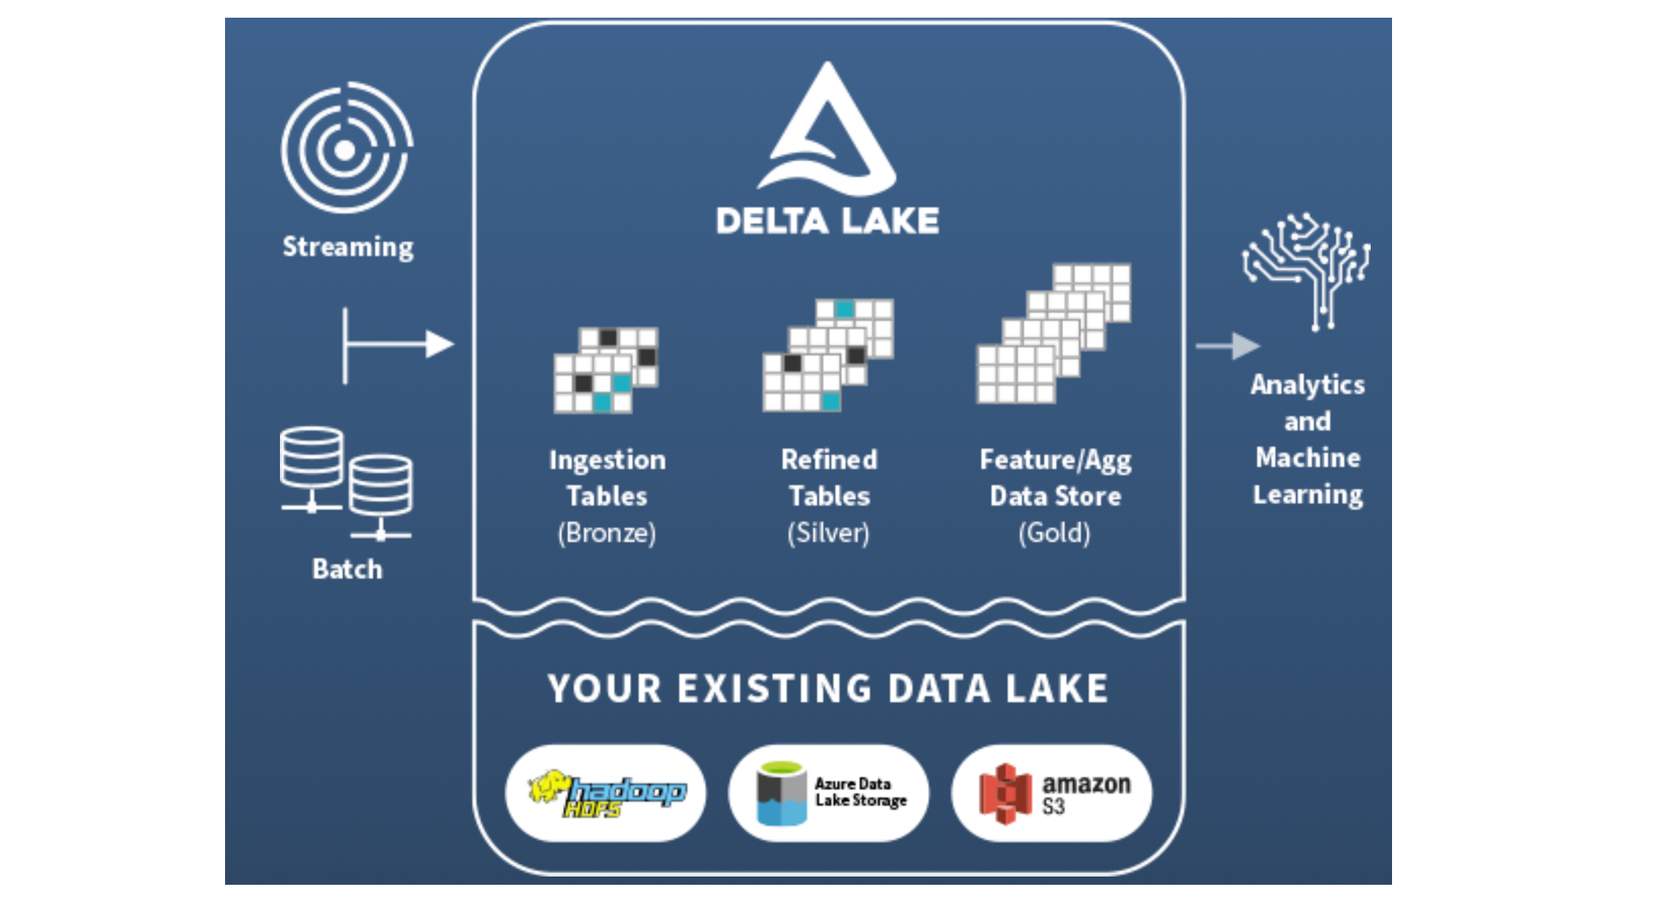 Streaming
Batch
DELTA LAKE
Ingestion
Tables
(Bronze)
Refined
Tables
(Silver)
Feature/Agg
Data Store
(Gold)
Analytics
and
Machine
Learning
YOUR EXISTING DATA LAKE
hadoop
HDFS
Azure Data
Lake Storage
amazon
S3